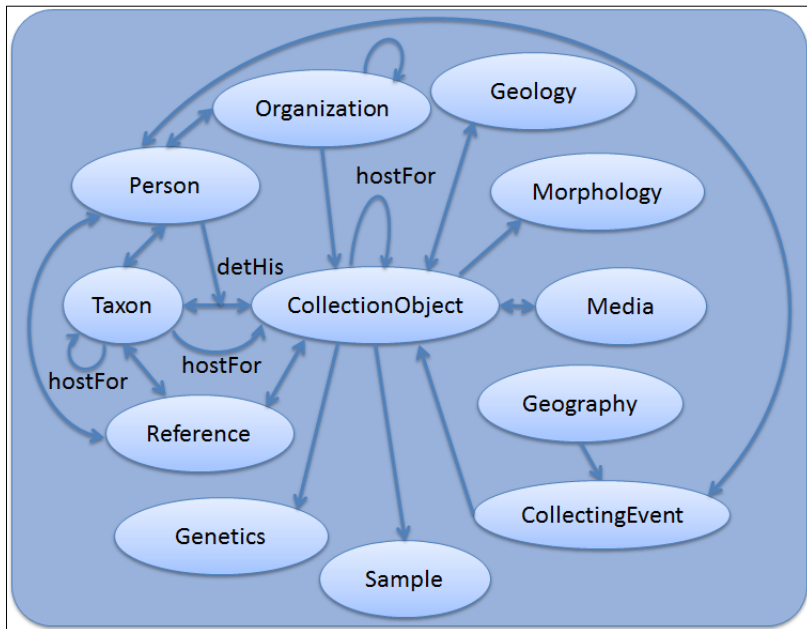 Organization
Geology
Person
hostFor
Morphology
detHis
Taxon
CollectionObject
Media
hostFor
hostFor
Geography
Reference
CollectingEvent
Genetics
Sample